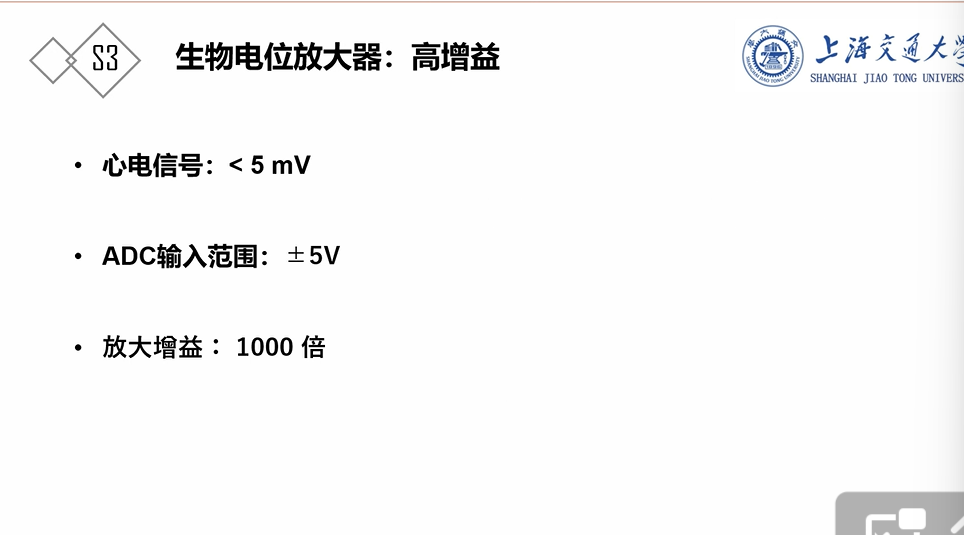 S3
生物电位放大器：高增益
上海交通大学
SHANGHAI JIAO TONG
• 心电信号：< 5 mV
• ADC输入范围：±5V
• 放大增益： 1000 倍